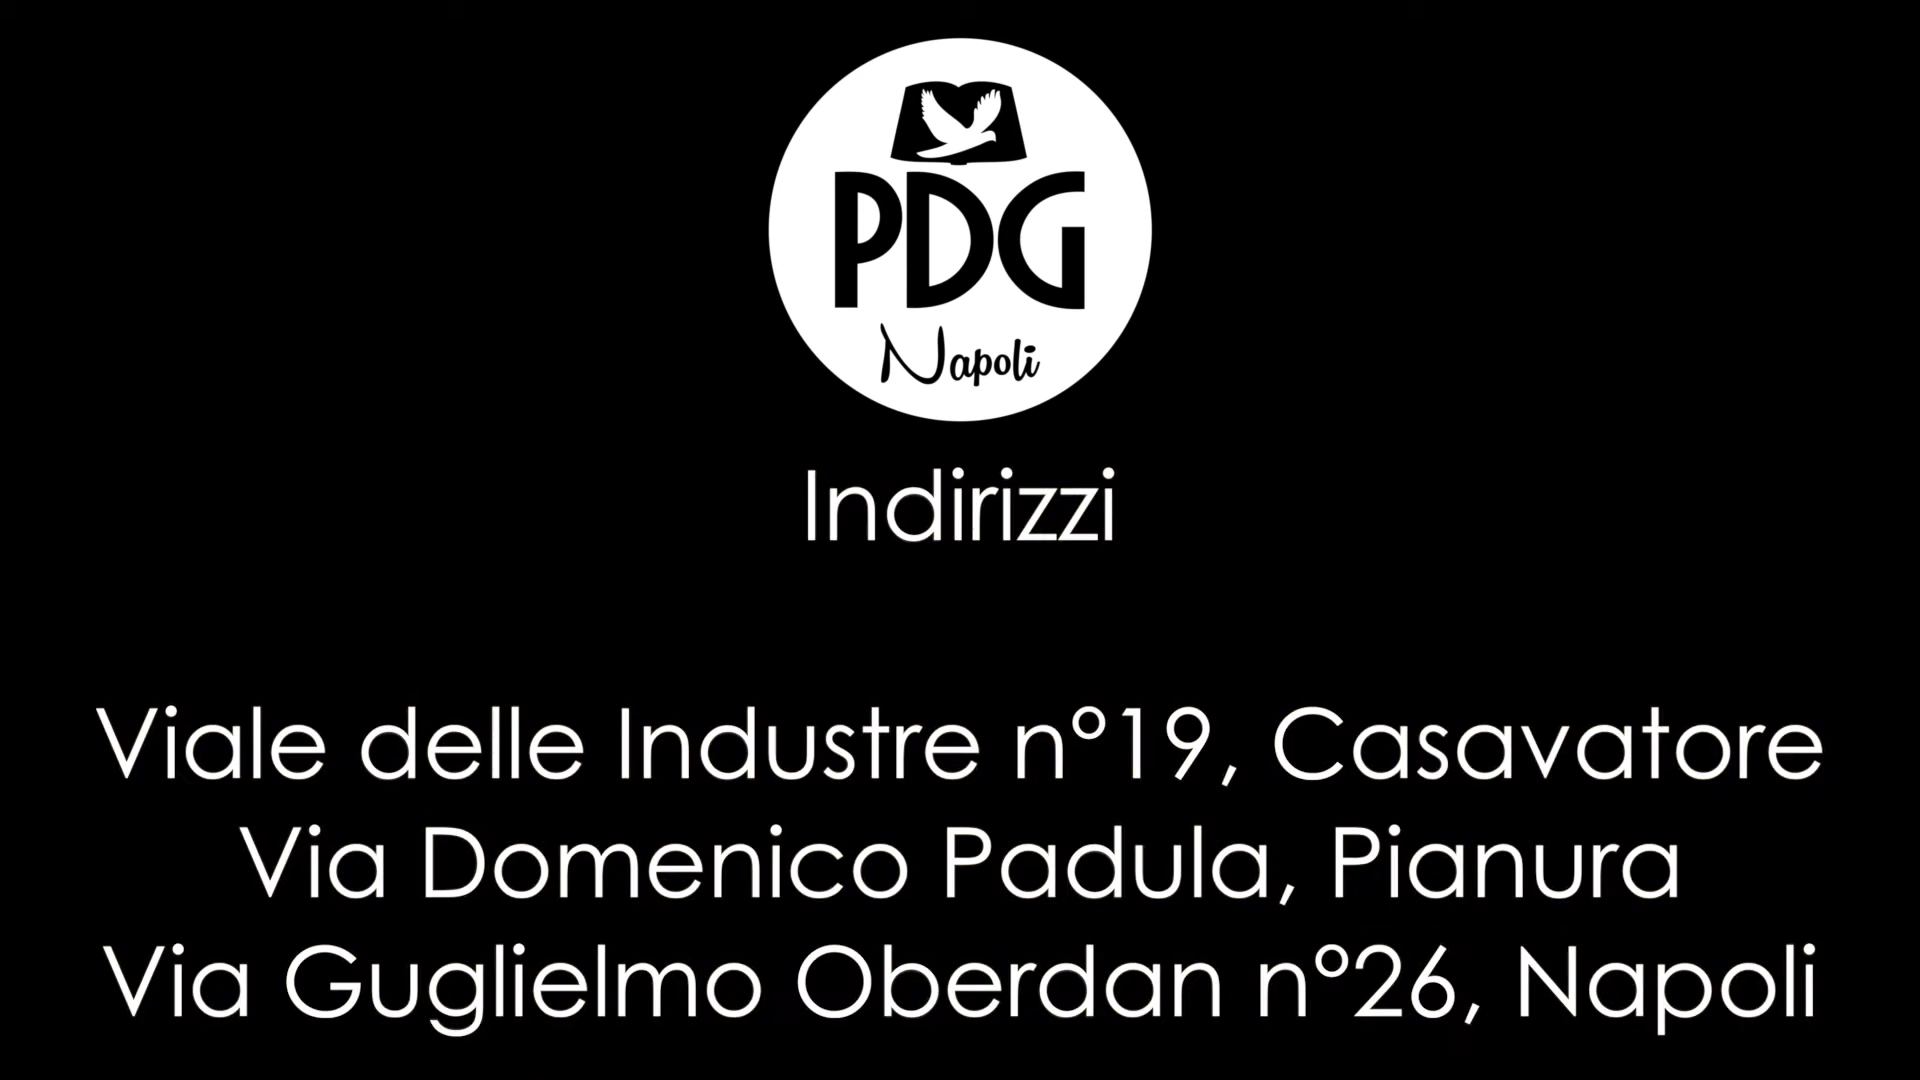 PDG
Napoli
Indirizzi
Viale delle Industre n°19, Casavatore
Via Domenico Padula, Pianura
Via Guglielmo Oberdan n°26, Napoli